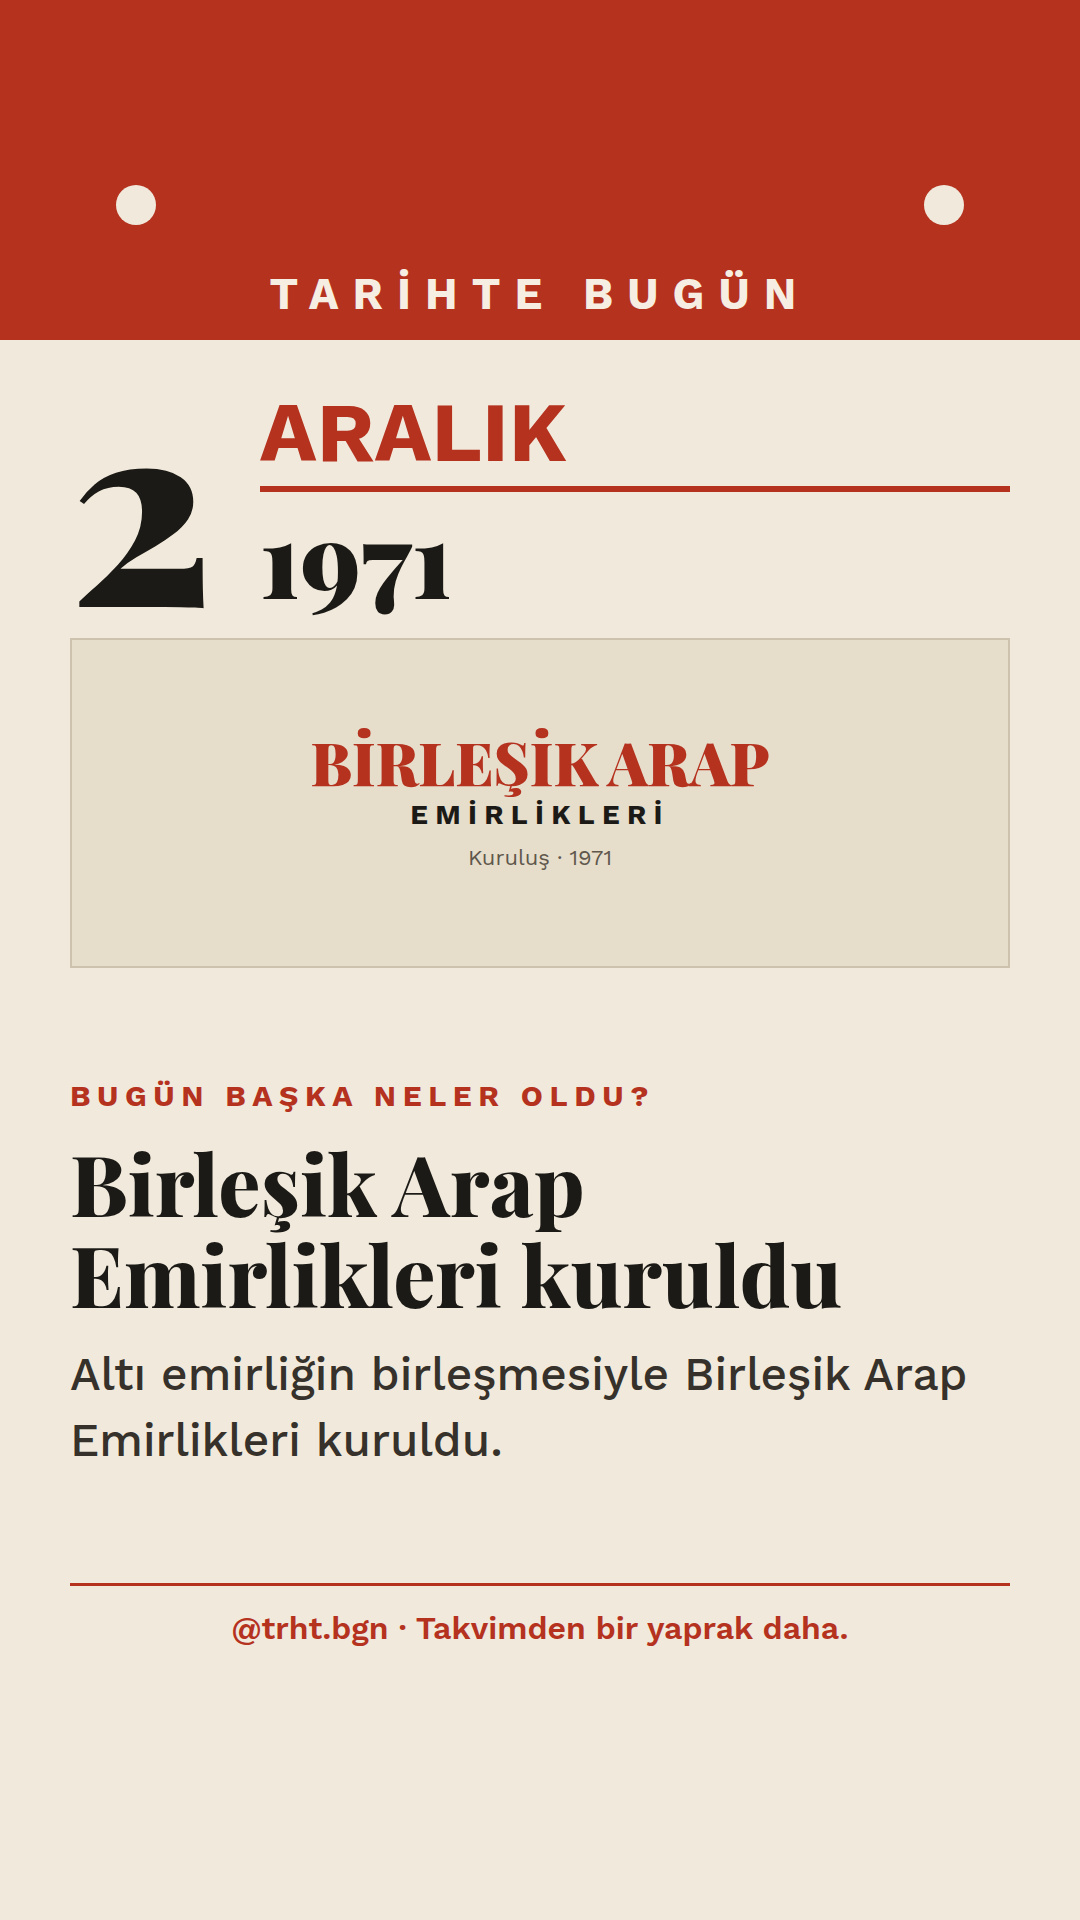 TARİHTE BUGÜN
ARALIK
2
1971
BİRLEŞİK ARAP
EMİRLİKLERİ
Kuruluş · 1971
BUGÜN BAŞKA NELER OLDU?
Birleşik Arap
Emirlikleri kuruldu
Altı emirliğin birleşmesiyle Birleşik Arap
Emirlikleri kuruldu.
@trht.bgn · Takvimden bir yaprak daha.